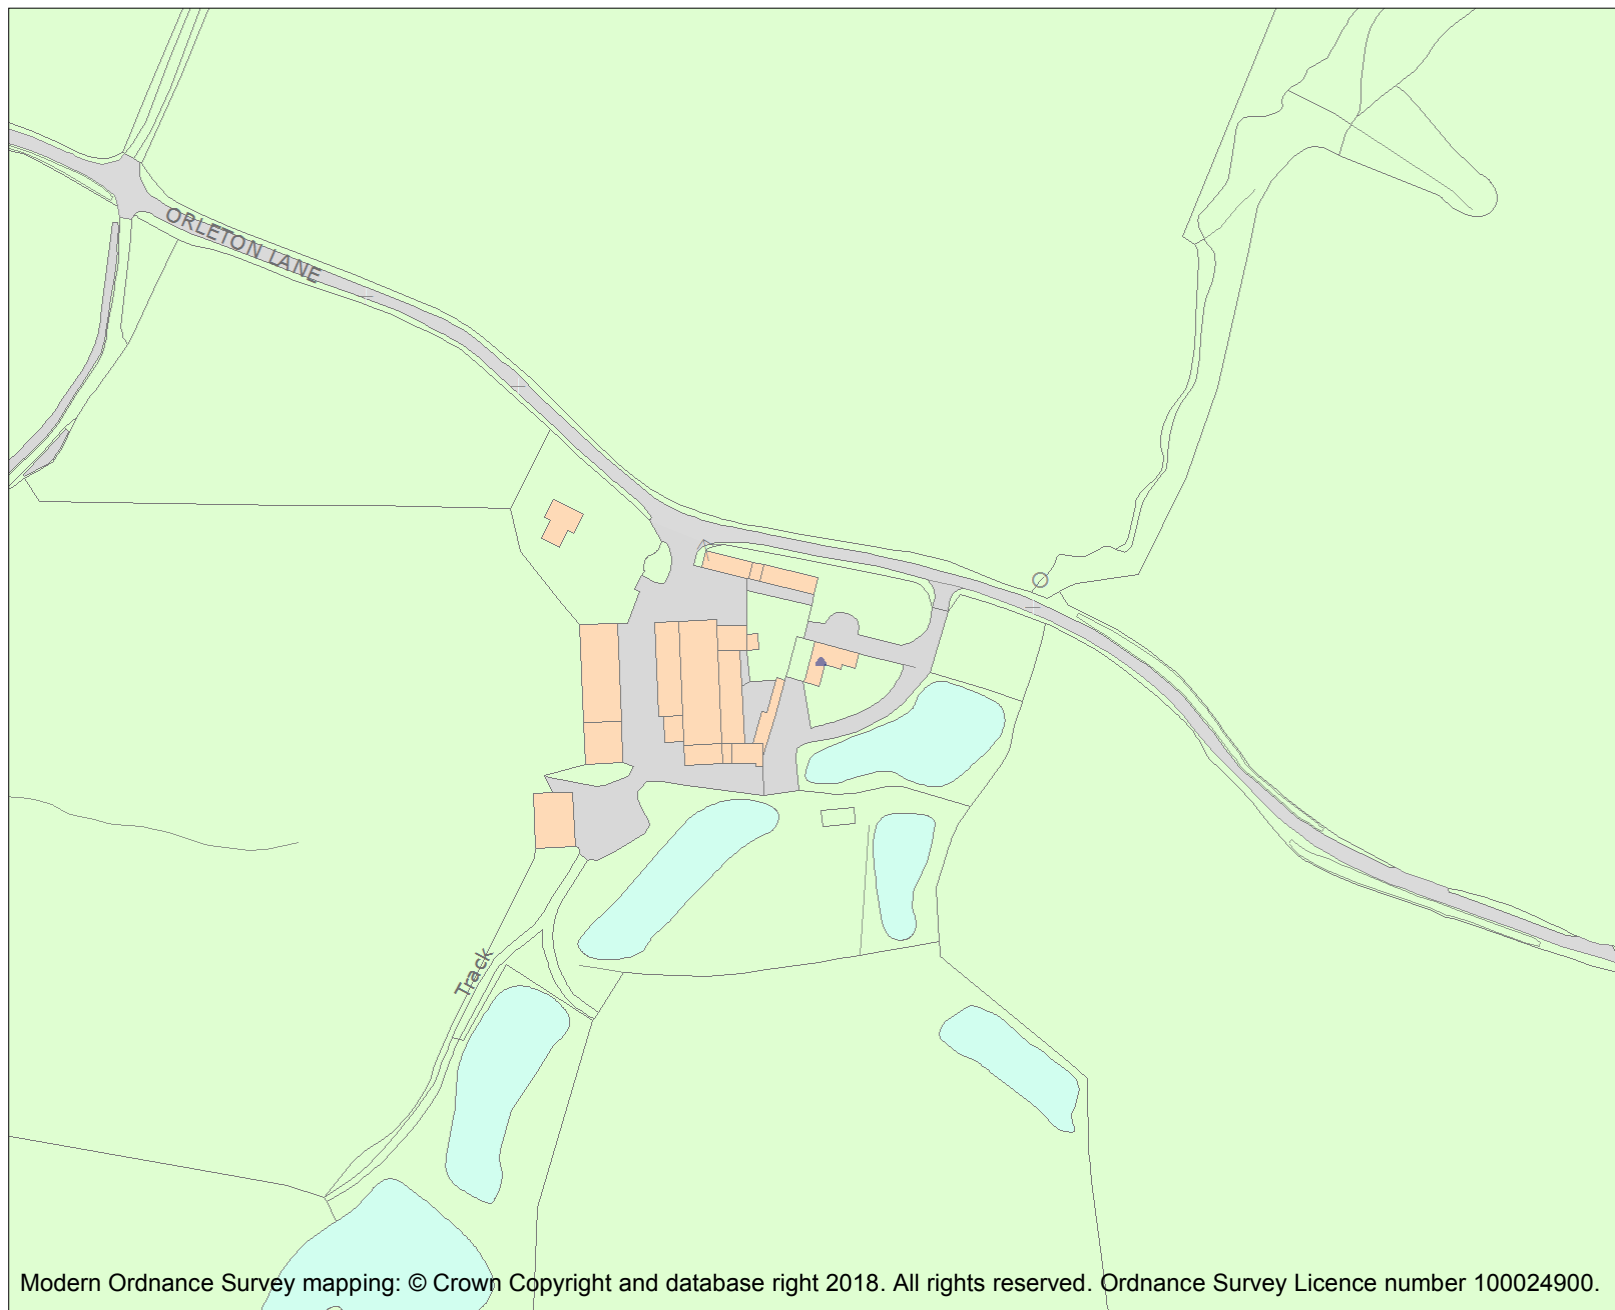 ORLETON LANE
Track
Modern Ordnance Survey mapping: © Crown Copyright and database right 2018. All rights reserved. Ordnance Survey Licence number 100024900.